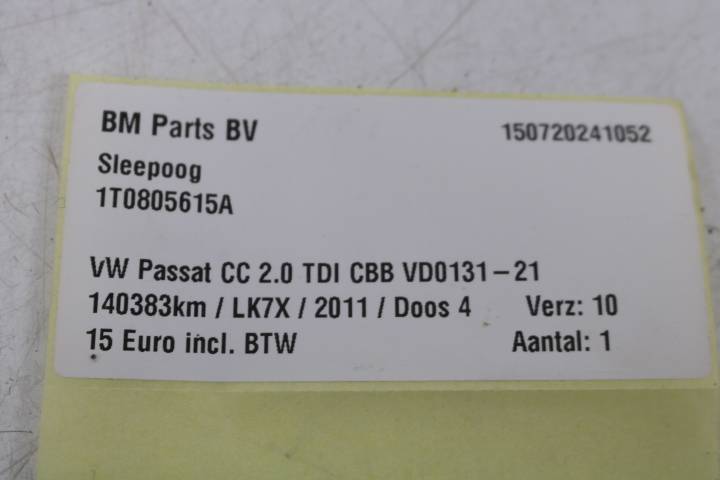 BM Parts BV 150720241052
Sleepoog
1T0805615A
VW Passat CC 2.0 TDI CBB VD0131-21
140383km / LK7X / 2011 / Doos 4 Verz: 10
15 Euro incl. BTW Aantal: 1